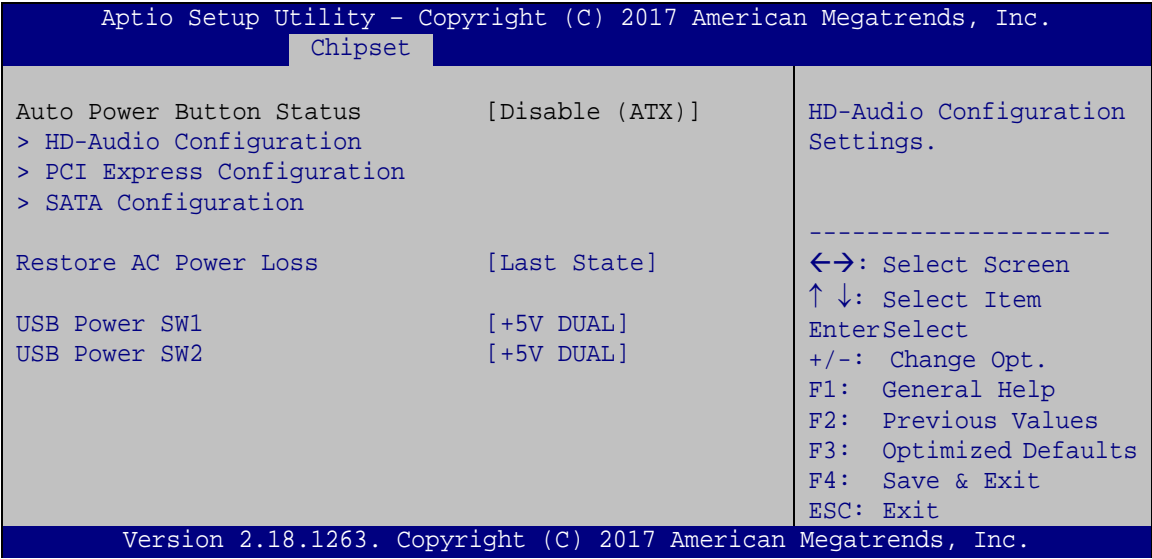 Aptio Setup Utility – Copyright (C) 2017 American Megatrends, Inc.
Chipset
Auto Power Button Status [Disable (ATX)]
> HD-Audio Configuration
> PCI Express Configuration
> SATA Configuration
Restore AC Power Loss [Last State]
USB Power SW1 [+5V DUAL]
USB Power SW2 [+5V DUAL]
HD-Audio Configuration
Settings.
---------------------
←→: Select Screen
↑ ↓: Select Item
EnterSelect
+/-: Change Opt.
F1: General Help
F2: Previous Values
F3: Optimized Defaults
F4: Save & Exit
ESC: Exit
Version 2.18.1263. Copyright (C) 2017 American Megatrends, Inc.